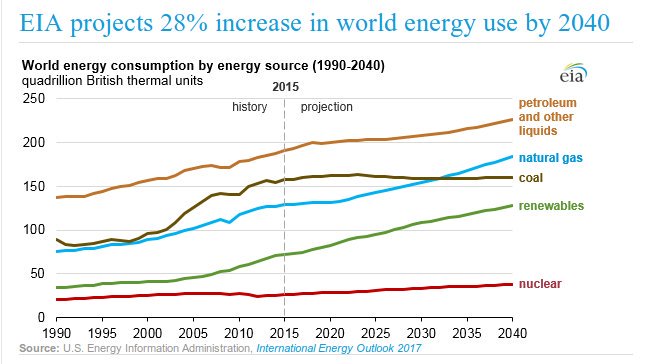 EIA projects 28% increase in world energy use by 2040
World energy consumption by energy source (1990-2040)
quadrillion British thermal units
eia
2015
history
projection
250
200
150
100
50
0
petroleum
and other
liquids
natural gas
coal
renewables
nuclear
1990 1995 2000 2005 2010 2015 2020 2025 2030 2035 2040
Source: U.S. Energy Information Administration, International Energy Outlook 2017